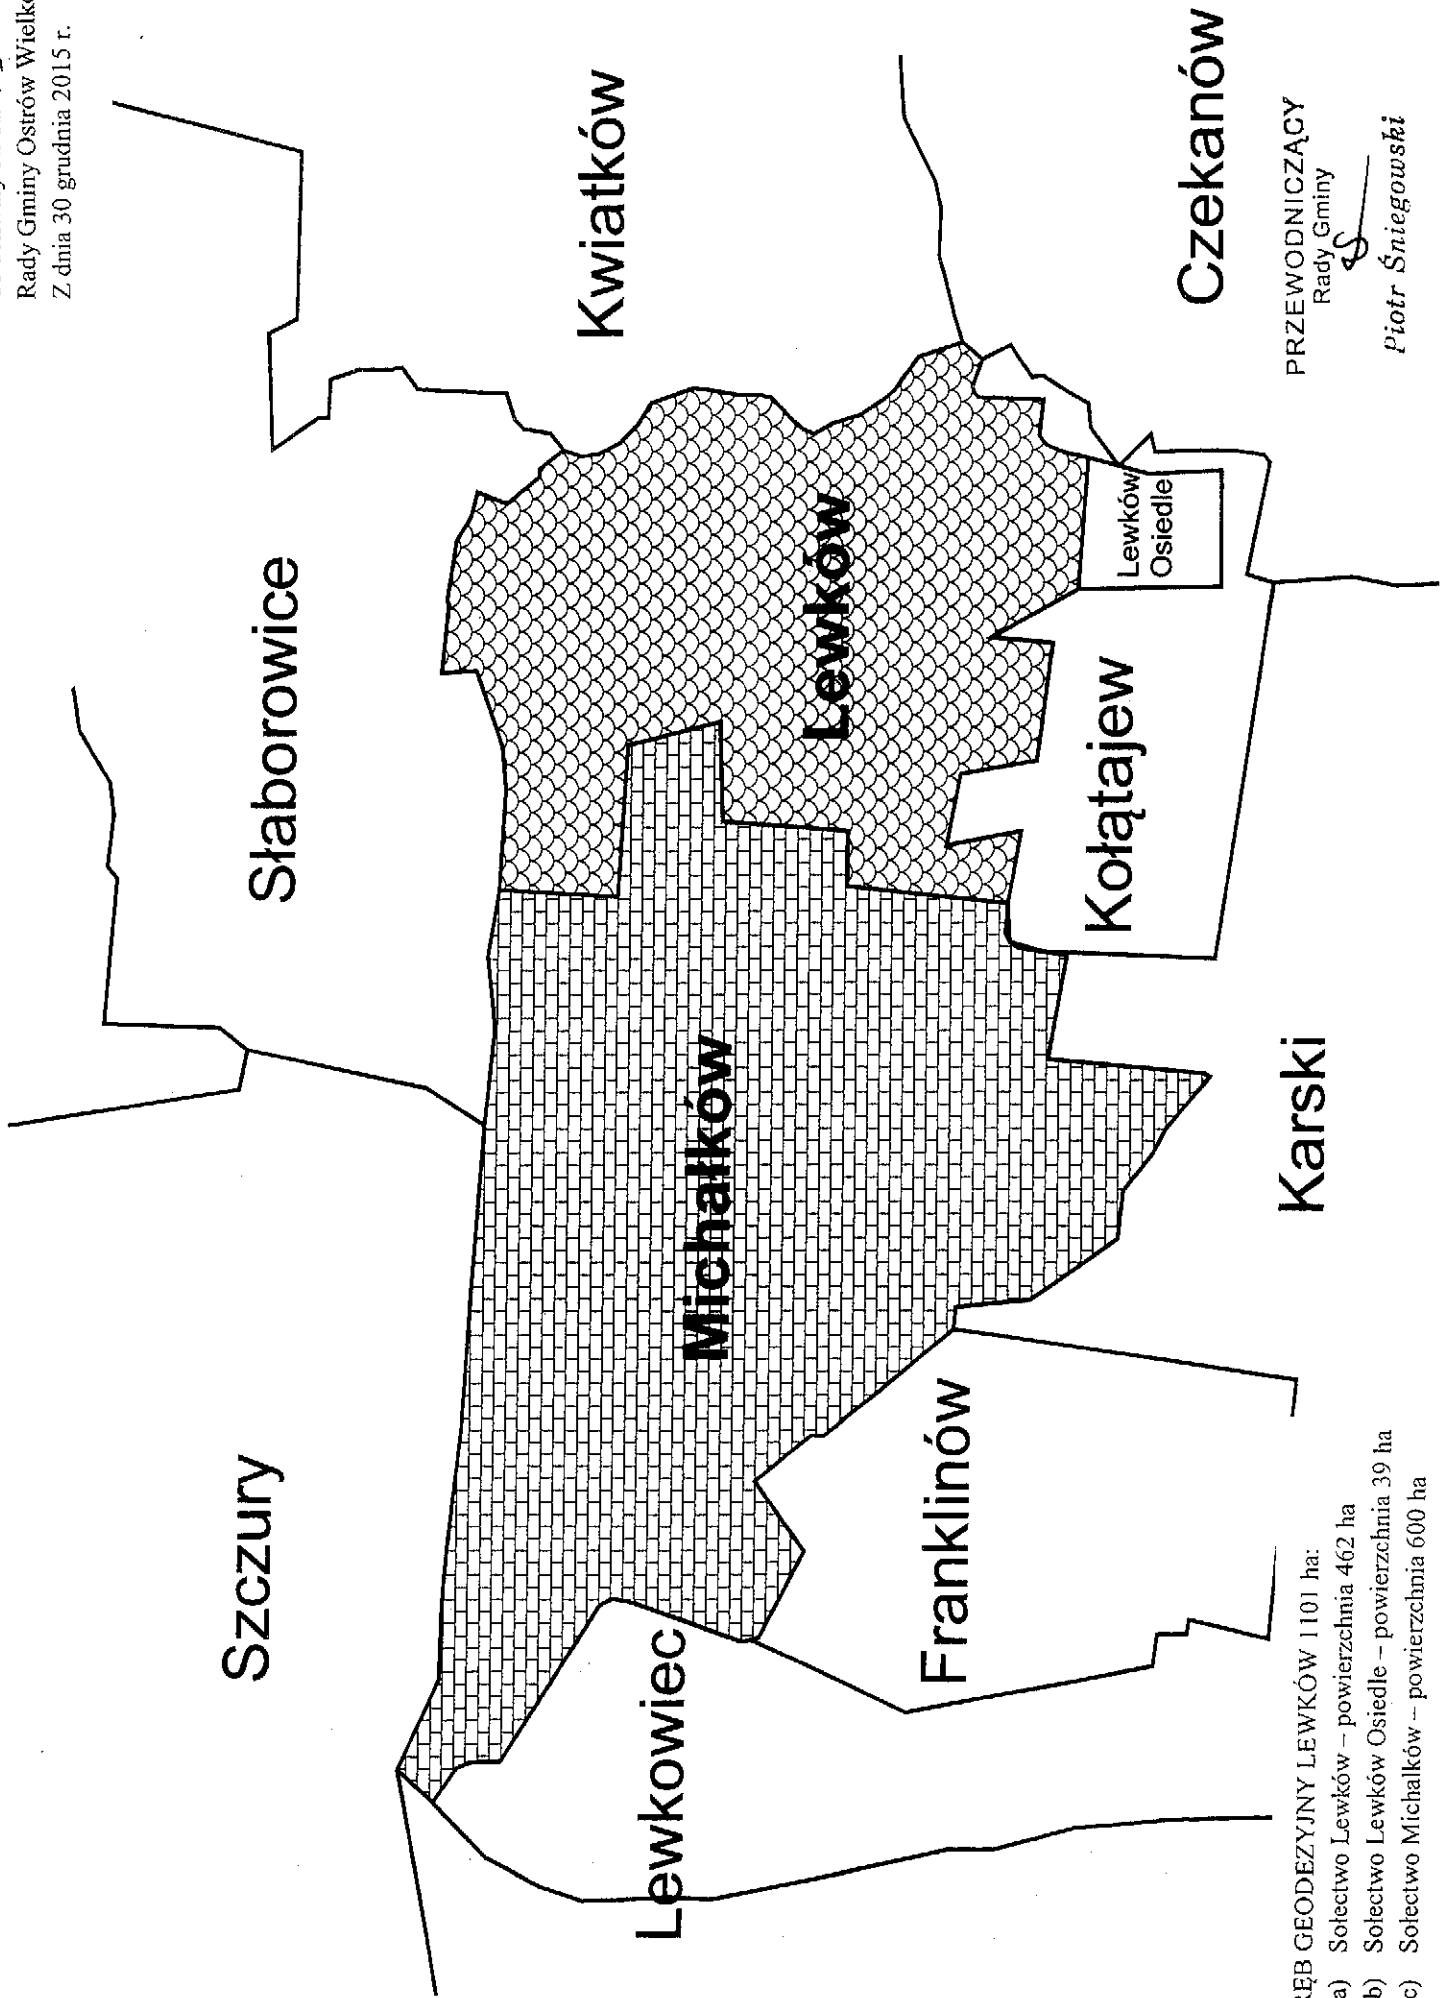 Rady Gminy Ostrów
Z dnia 30 grudnia 2015 r.
Szczury
Słaborowice
Kwiatków
Lewkowiec
Michałków
Lewków
Franklinów
Kołątajew
Lewków
Osiedle
Czekanów
Karski
PRZEWODNICZĄCY
Rady Gminy
Piotr Śniegowski
GEODEZYJNY LEWKÓW 1101 ha:
a) Sołectwo Lewków – powierzchnia 462 ha
b) Sołectwo Lewków Osiedle – powierzchnia 39 ha
c) Sołectwo Michałków – powierzchnia 600 ha